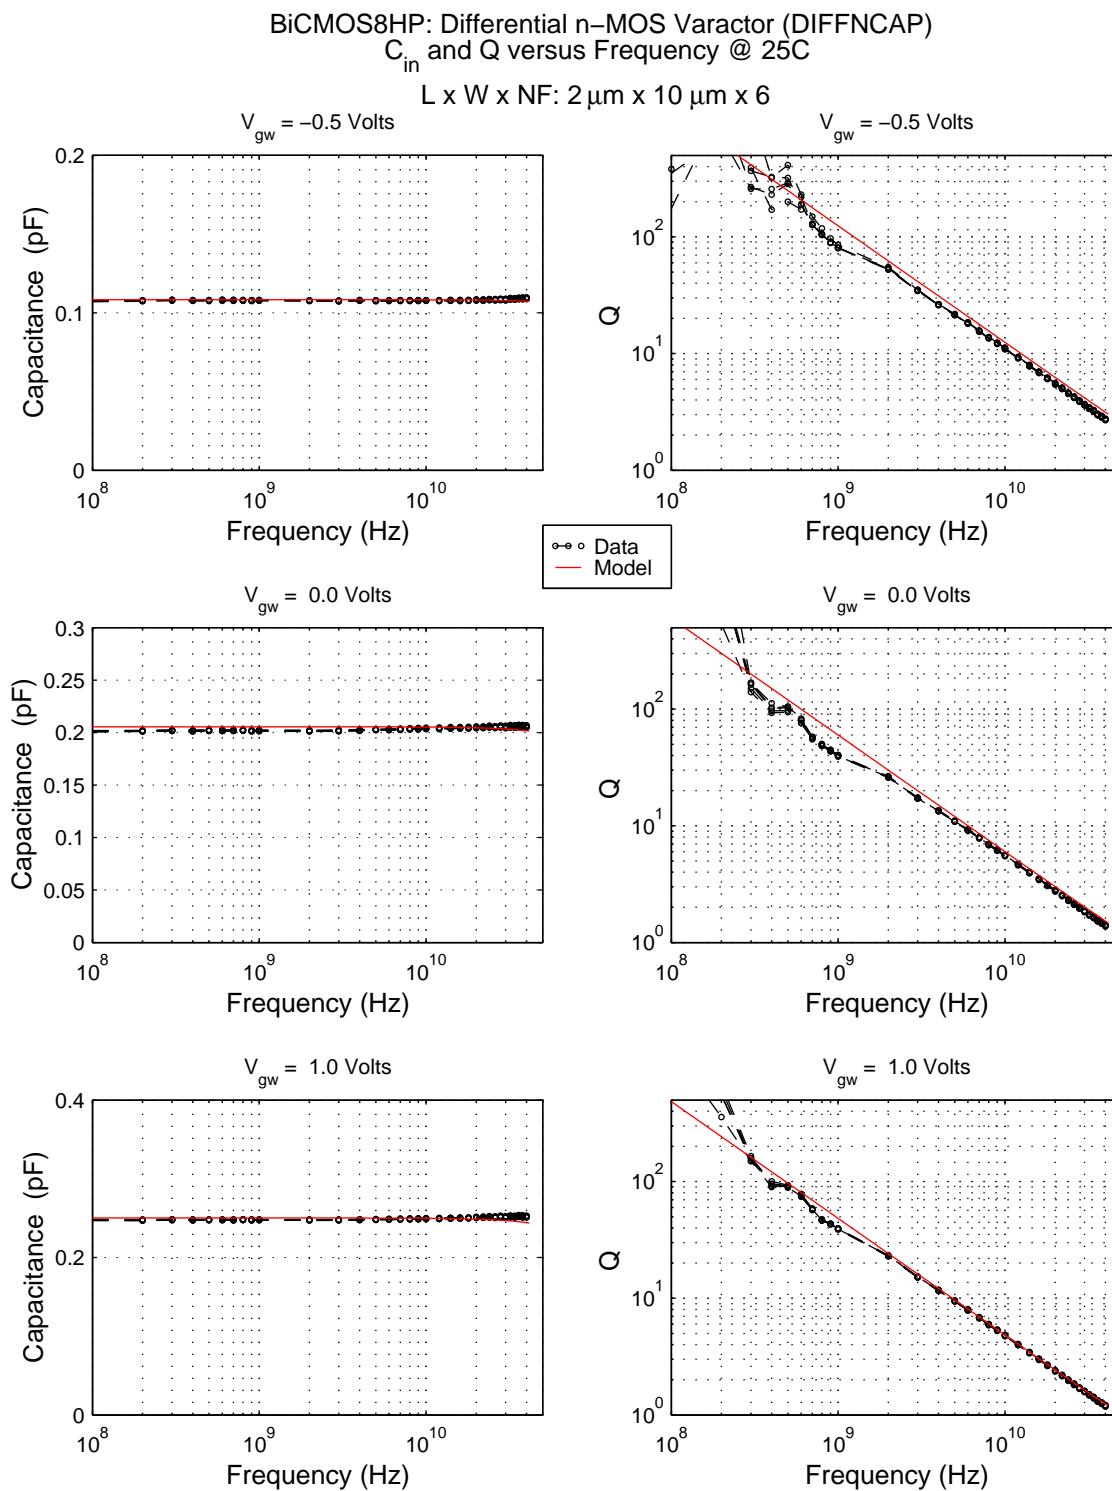 BiCMOS8HP: Differential n−MOS Varactor (DIFFNCAP)
C_in and Q versus Frequency @ 25C
L x W x NF: 2 μm x 10 μm x 6
V_gw = −0.5 Volts
0.2
0.1
0
Capacitance (pF)
10^8
10^9
10^10
Frequency (Hz)
V_gw = −0.5 Volts
10^2
10^1
10^0
Q
10^8
10^9
10^10
Frequency (Hz)
Data
Model
V_gw = 0.0 Volts
0.3
0.25
0.2
0.15
0.1
0.05
0
Capacitance (pF)
10^8
10^9
10^10
Frequency (Hz)
V_gw = 0.0 Volts
10^2
10^1
10^0
Q
10^8
10^9
10^10
Frequency (Hz)
V_gw = 1.0 Volts
0.4
0.2
0
Capacitance (pF)
10^8
10^9
10^10
Frequency (Hz)
V_gw = 1.0 Volts
10^2
10^1
10^0
Q
10^8
10^9
10^10
Frequency (Hz)